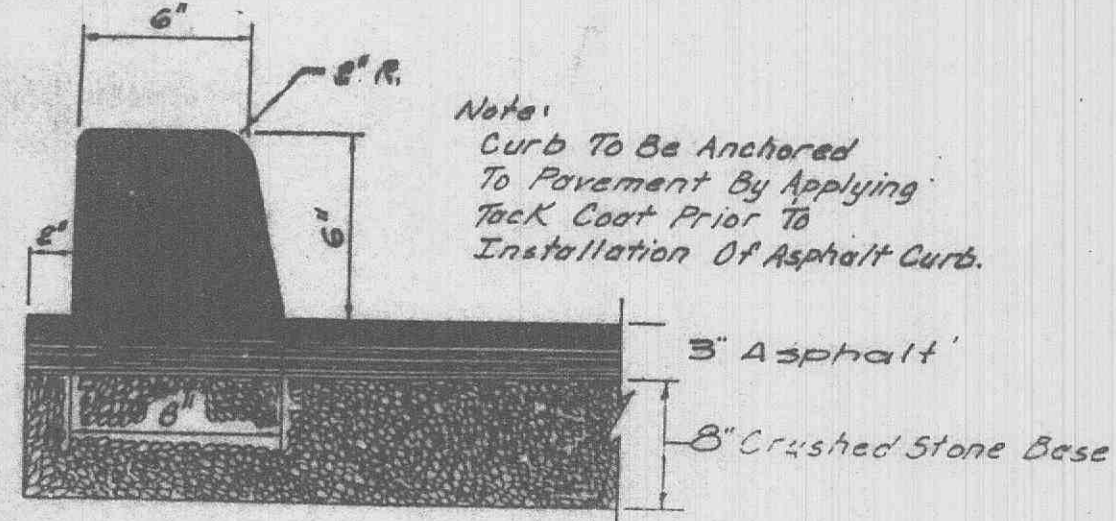 6"
2" R.
Note:
Curb To Be Anchored
To Pavement By Applying
Tack Coat Prior To
Installation Of Asphalt Curb.
2"
6"
3" Asphalt
8"
8" Crushed Stone Base